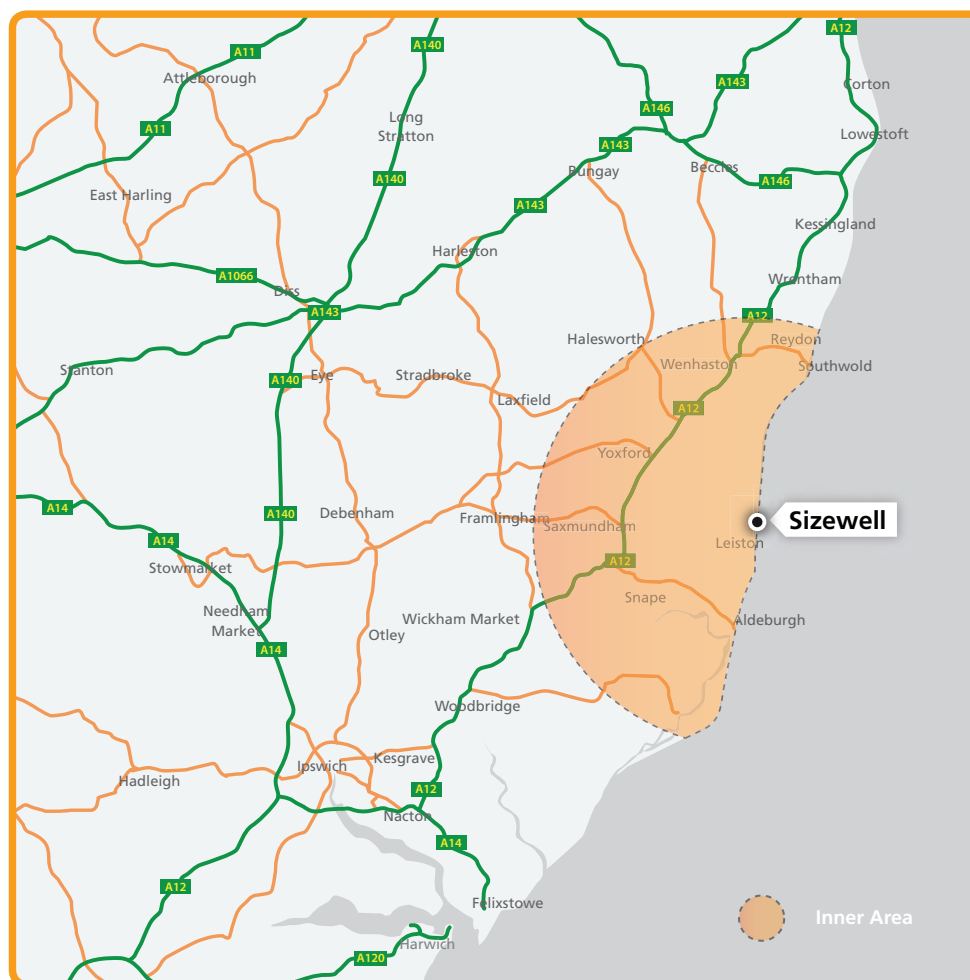 A12
A11
A140
Attleborough
A143
Corton
A146
Long
Stratton
A11
Lowestoft
A143
Bungay
Beccles
A140
A146
East Harling
A143
Kessingland
Harleston
A1066
Wrentham
Diss
A143
A12
Halesworth
Reydon
Wenhaston
Southwold
Stanton
A140
Eye
Stradbroke
Laxfield
A12
Yoxford
A14
A140
Debenham
Framlingham
Saxmundham
Sizewell
A14
Leiston
Stowmarket
A12
Snape
Needham
Market
Wickham Market
Aldeburgh
Otley
A14
Woodbridge
Ipswich
Kesgrave
Hadleigh
A12
Nacton
A14
A12
Felixstowe
Inner Area
Harwich
A120